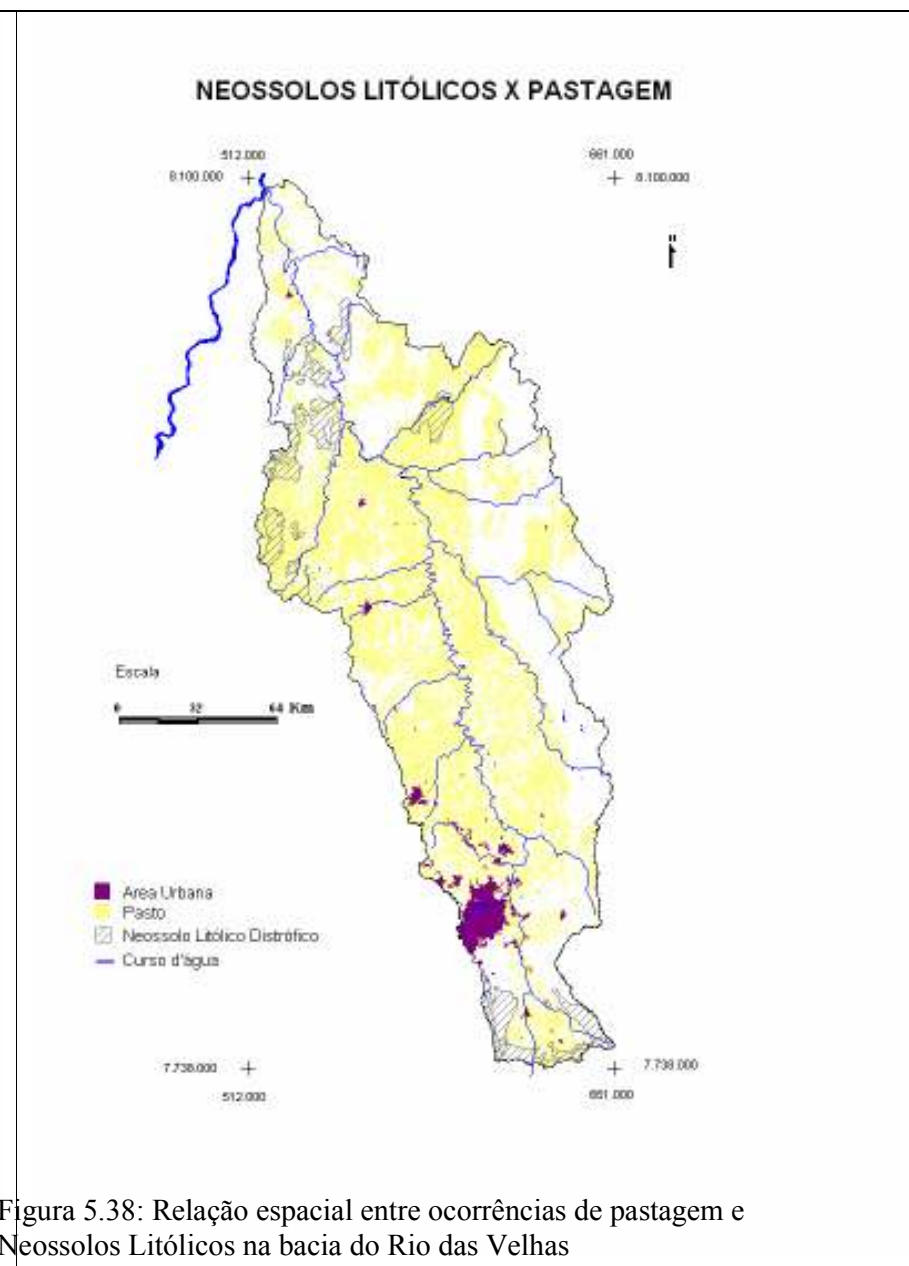 NEOSSOLOS LITÓLICOS X PASTAGEM
512.000
661.000
8.100.000
8.100.000
Escala
0 32 64 Km
Area Urbana
Pasto
Neossolo Litólico Distrófico
Curso d'água
7.738.000
7.738.000
512.000
661.000
Figura 5.38: Relação espacial entre ocorrências de pastagem e
Neossolos Litólicos na bacia do Rio das Velhas